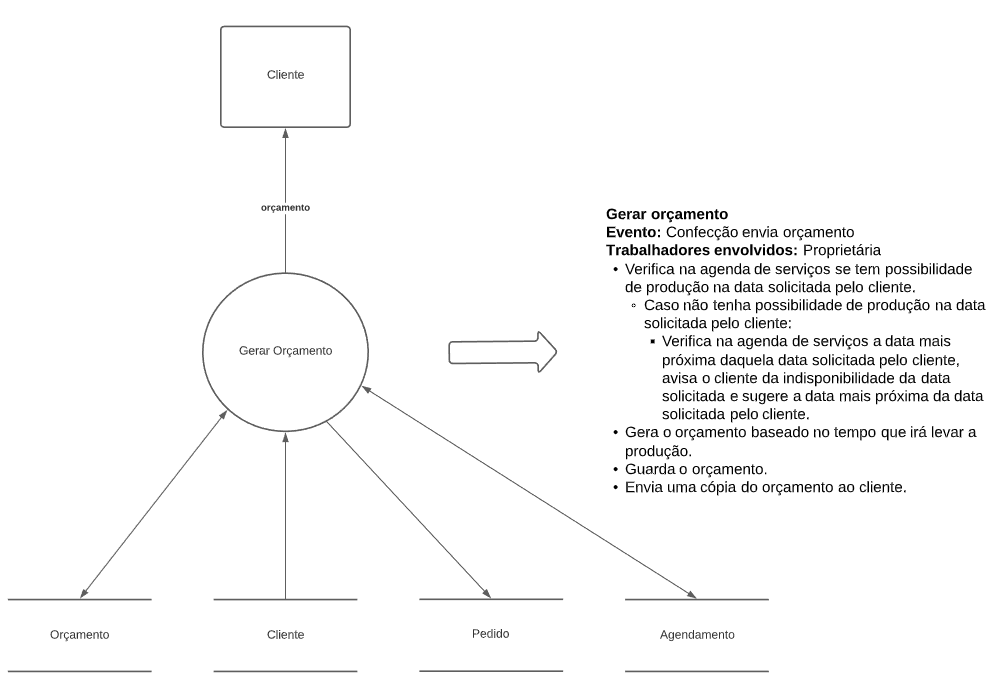 Cliente
orçamento
Gerar Orçamento
Gerar orçamento
Evento: Confecção envia orçamento
Trabalhadores envolvidos: Proprietária
• Verifica na agenda de serviços se tem possibilidade
de produção na data solicitada pelo cliente.
◦ Caso não tenha possibilidade de produção na data
solicitada pelo cliente:
▪ Verifica na agenda de serviços a data mais
próxima daquela data solicitada pelo cliente,
avisa o cliente da indisponibilidade da data
solicitada e sugere a data mais próxima da data
solicitada pelo cliente.
• Gera o orçamento baseado no tempo que irá levar a
produção.
• Guarda o orçamento.
• Envia uma cópia do orçamento ao cliente.
Orçamento
Cliente
Pedido
Agendamento